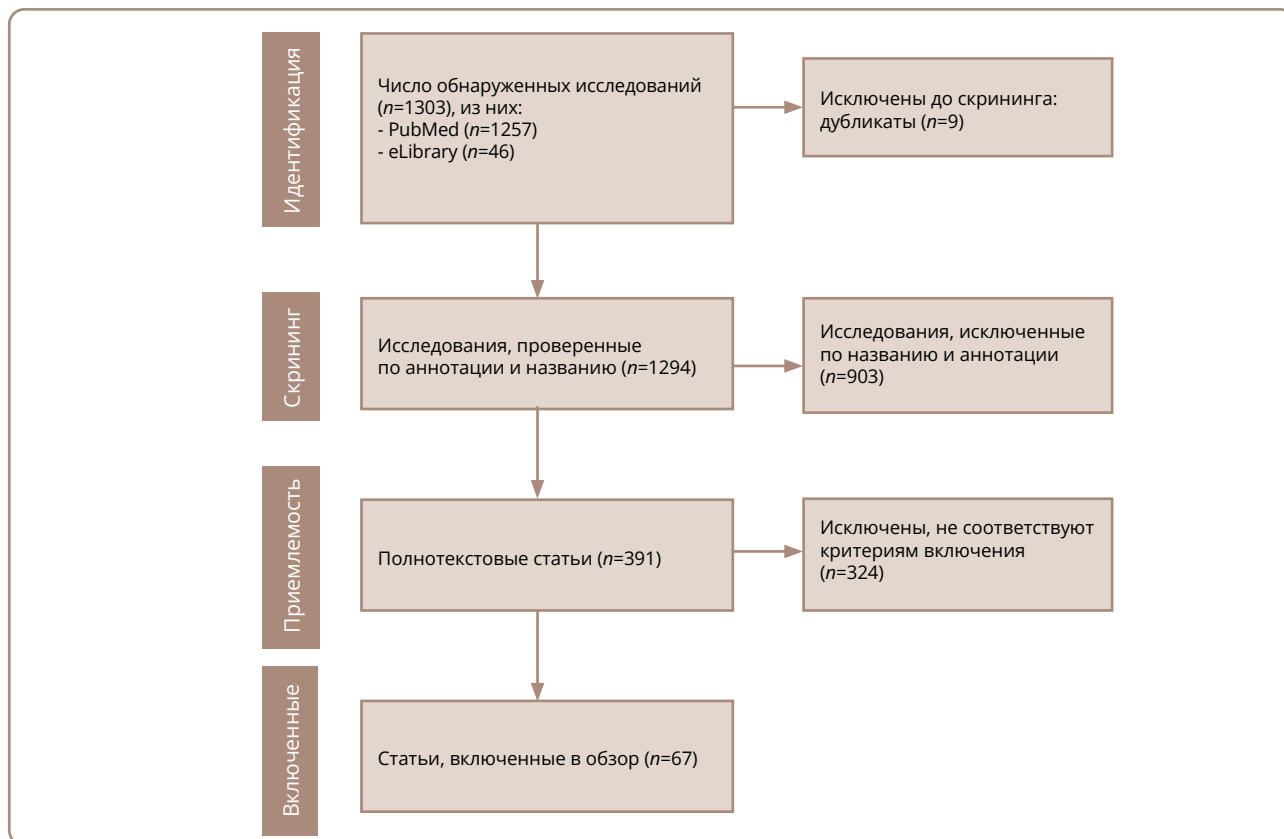 Идентификация
Число обнаруженных исследований
(n=1303), из них:
- PubMed (n=1257)
- eLibrary (n=46)
Исключены до скрининга:
дубликаты (n=9)
Скрининг
Исследования, проверенные
по аннотации и названию (n=1294)
Исследования, исключенные
по названию и аннотации
(n=903)
Приемлемость
Полнотекстовые статьи (n=391)
Исключены, не соответствуют
критериям включения
(n=324)
Включенные
Статьи, включенные в обзор (n=67)